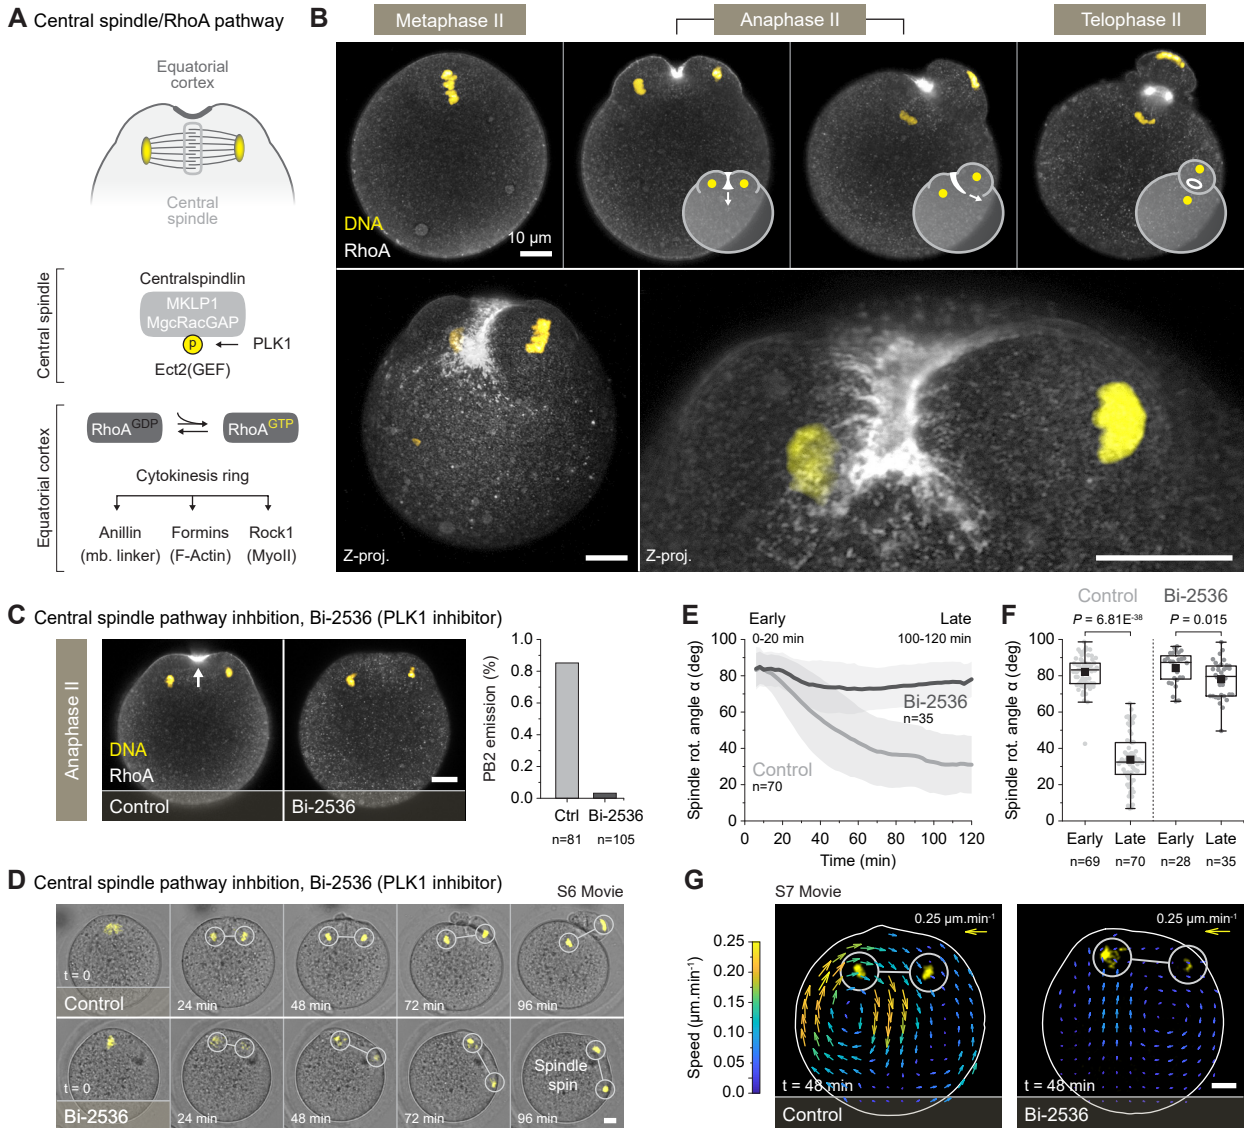 A Central spindle/RhoA pathway
Equatorial
cortex
Central
spindle
Central spindle
Centralspindlin
MKLP1
MgcRacGAP
p
PLK1
Ect2(GEF)
Equatorial cortex
RhoA^GDP
RhoA^GTP
Cytokinesis ring
Anillin
(mb. linker)
Formins
(F-Actin)
Rock1
(MyoII)
B
Metaphase II
Anaphase II
Telophase II
DNA
RhoA
10 µm
Z-proj.
Z-proj.
C Central spindle pathway inhbition, Bi-2536 (PLK1 inhibitor)
Anaphase II
DNA
RhoA
Control
Bi-2536
PB2 emission (%)
1.0
0.8
0.6
0.4
0.2
0.0
Ctrl
Bi-2536
n=81
n=105
D Central spindle pathway inhbition, Bi-2536 (PLK1 inhibitor)
S6 Movie
t = 0
Control
24 min
48 min
72 min
96 min
t = 0
Bi-2536
24 min
48 min
72 min
Spindle
spin
96 min
E
Early
0-20 min
Late
100-120 min
Spindle rot. angle α (deg)
100
80
60
40
20
0
Bi-2536
n=35
Control
n=70
0
20
40
60
80
100
120
Time (min)
F
Control
Bi-2536
P = 6.81E⁻³⁸
P = 0.015
Spindle rot. angle α (deg)
100
80
60
40
20
0
Early
Late
Early
Late
n=69
n=70
n=28
n=35
G
S7 Movie
Speed (µm.min⁻¹)
0.25
0.20
0.15
0.10
0.05
0.0
0.25 µm.min⁻¹
t = 48 min
Control
0.25 µm.min⁻¹
t = 48 min
Bi-2536